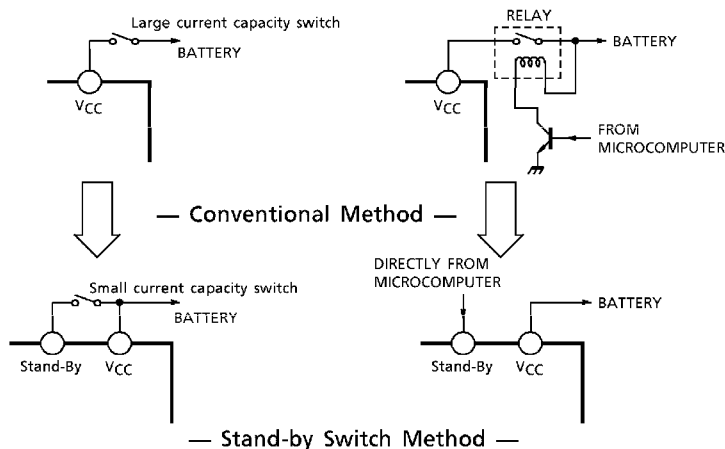 Large current capacity switch
BATTERY
VCC
RELAY
BATTERY
VCC
FROM
MICROCOMPUTER
— Conventional Method —
Small current capacity switch
BATTERY
Stand-By
VCC
DIRECTLY FROM
MICROCOMPUTER
BATTERY
Stand-By
VCC
— Stand-by Switch Method —